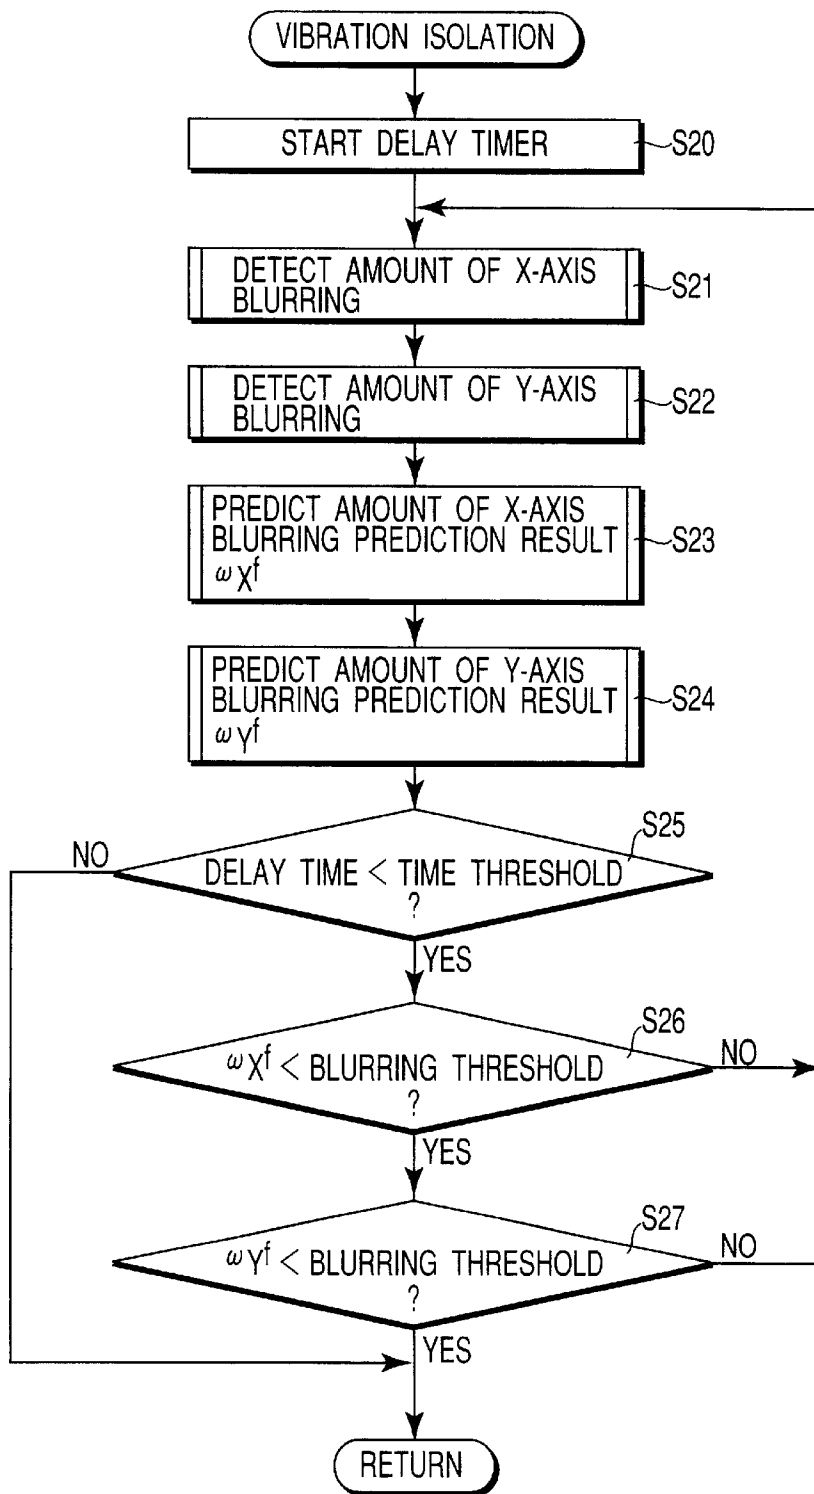 VIBRATION ISOLATION
START DELAY TIMER
S20
DETECT AMOUNT OF X-AXIS
BLURRING
S21
DETECT AMOUNT OF Y-AXIS
BLURRING
S22
PREDICT AMOUNT OF X-AXIS
BLURRING PREDICTION RESULT
ωXf
S23
PREDICT AMOUNT OF Y-AXIS
BLURRING PREDICTION RESULT
ωYf
S24
S25
NO
DELAY TIME < TIME THRESHOLD
?
YES
S26
ωXf < BLURRING THRESHOLD
?
NO
YES
S27
ωYf < BLURRING THRESHOLD
?
NO
YES
RETURN